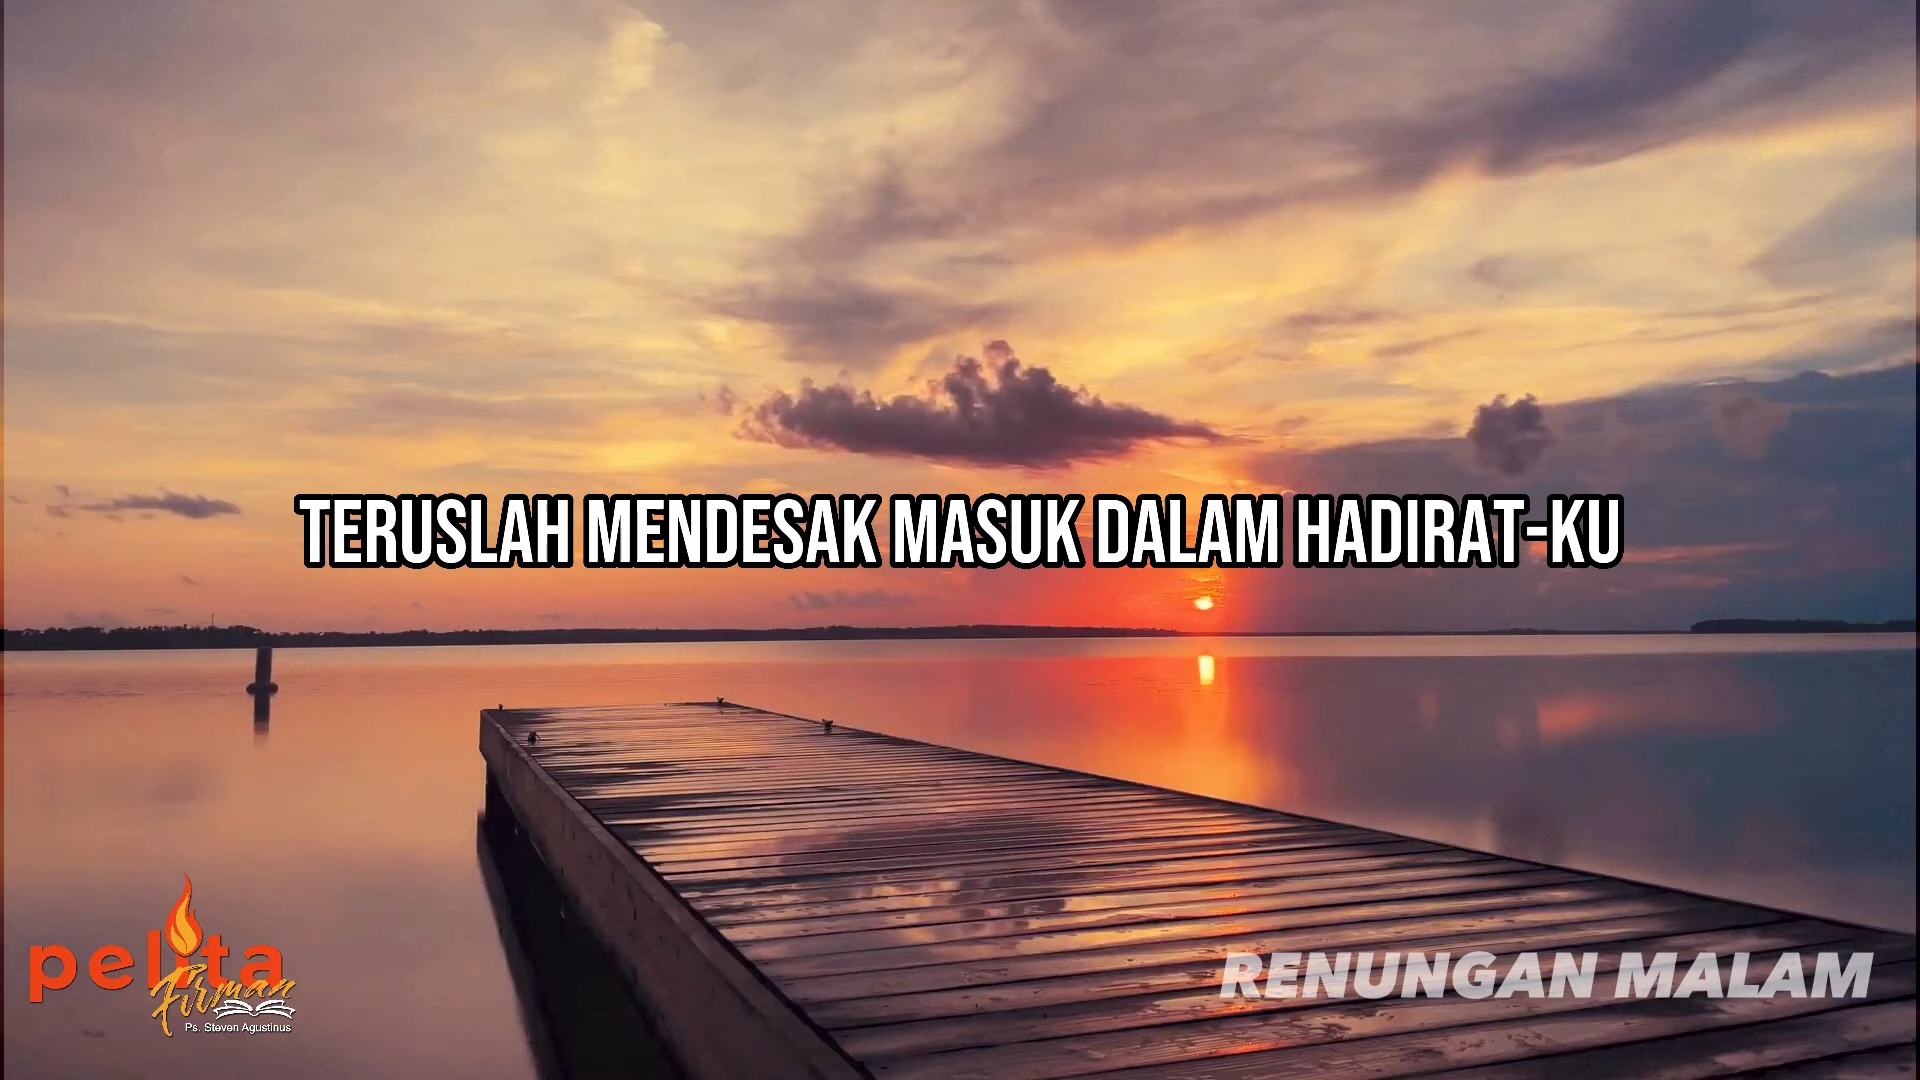 TERUSLAH MENDESAK MASUK DALAM HADIRAT-KU
pelita
Firman
Ps. Steven Agustinus
RENUNGAN MALAM